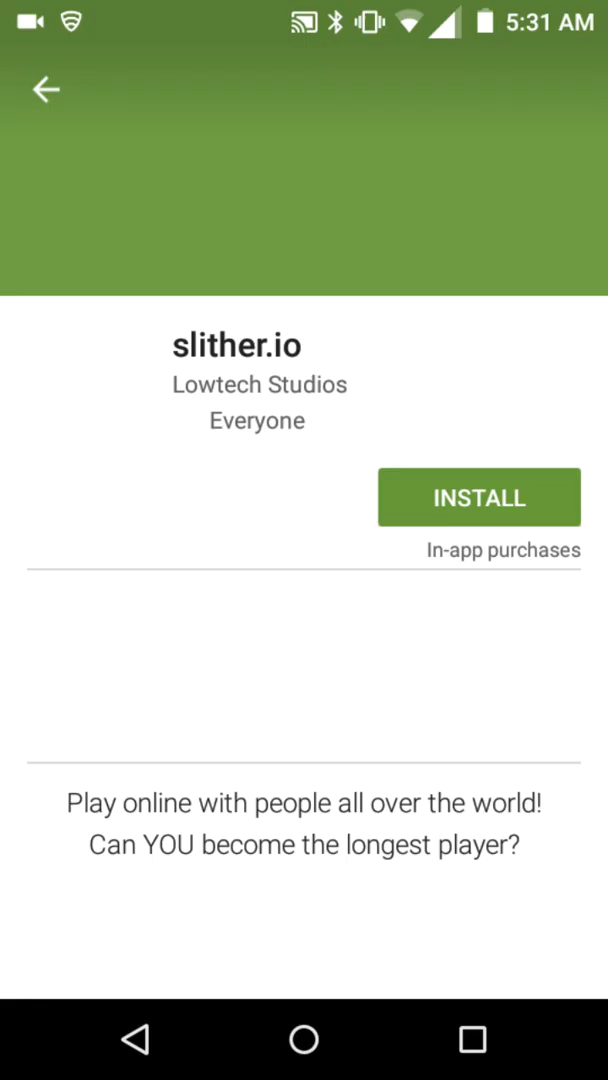 5:31 AM
slither.io
Lowtech Studios
Everyone
INSTALL
In-app purchases
Play online with people all over the world!
Can YOU become the longest player?